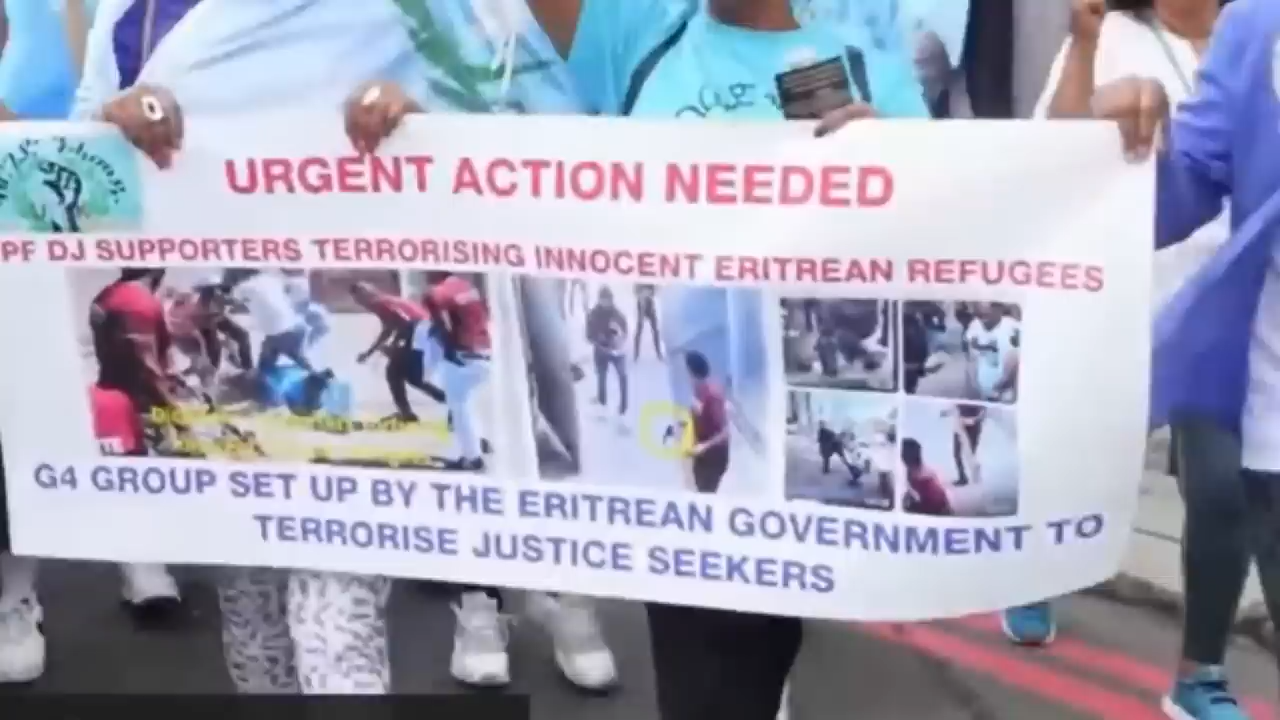 URGENT ACTION NEEDED
PF DJ SUPPORTERS TERRORISING INNOCENT ERITREAN REFUGEES
G4 GROUP SET UP BY THE ERITREAN GOVERNMENT TO
TERRORISE JUSTICE SEEKERS